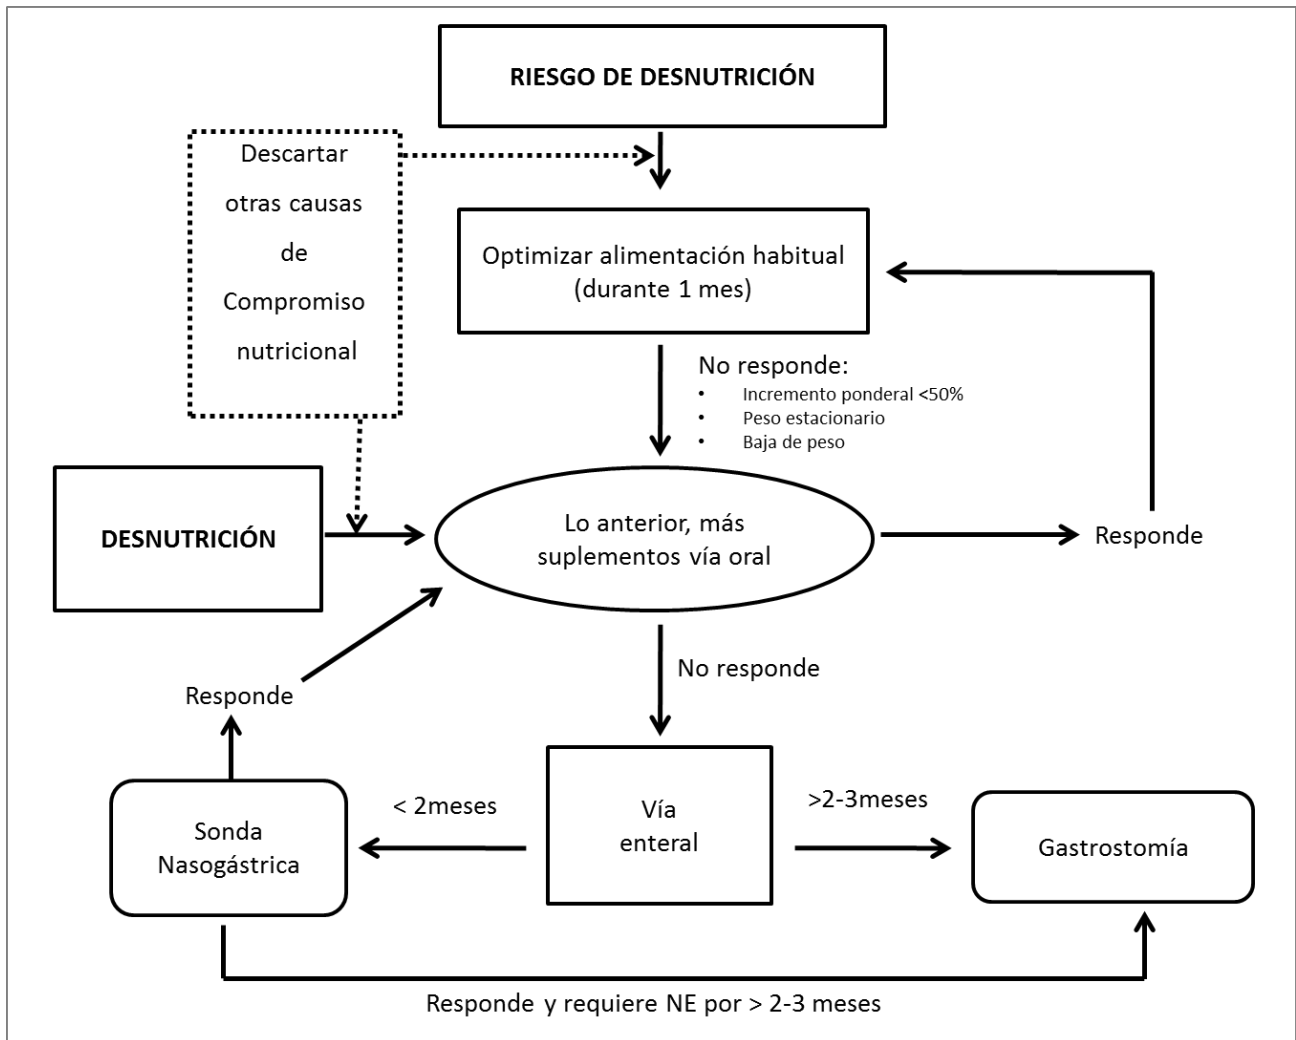 RIESGO DE DESNUTRICIÓN
Descartar
otras causas
de
Compromiso
nutricional
Optimizar alimentación habitual
(durante 1 mes)
No responde:
• Incremento ponderal <50%
• Peso estacionario
• Baja de peso
DESNUTRICIÓN
Lo anterior, más
suplementos vía oral
Responde
No responde
Responde
Sonda
Nasogástrica
< 2meses
Vía
enteral
>2-3meses
Gastrostomía
Responde y requiere NE por > 2-3 meses